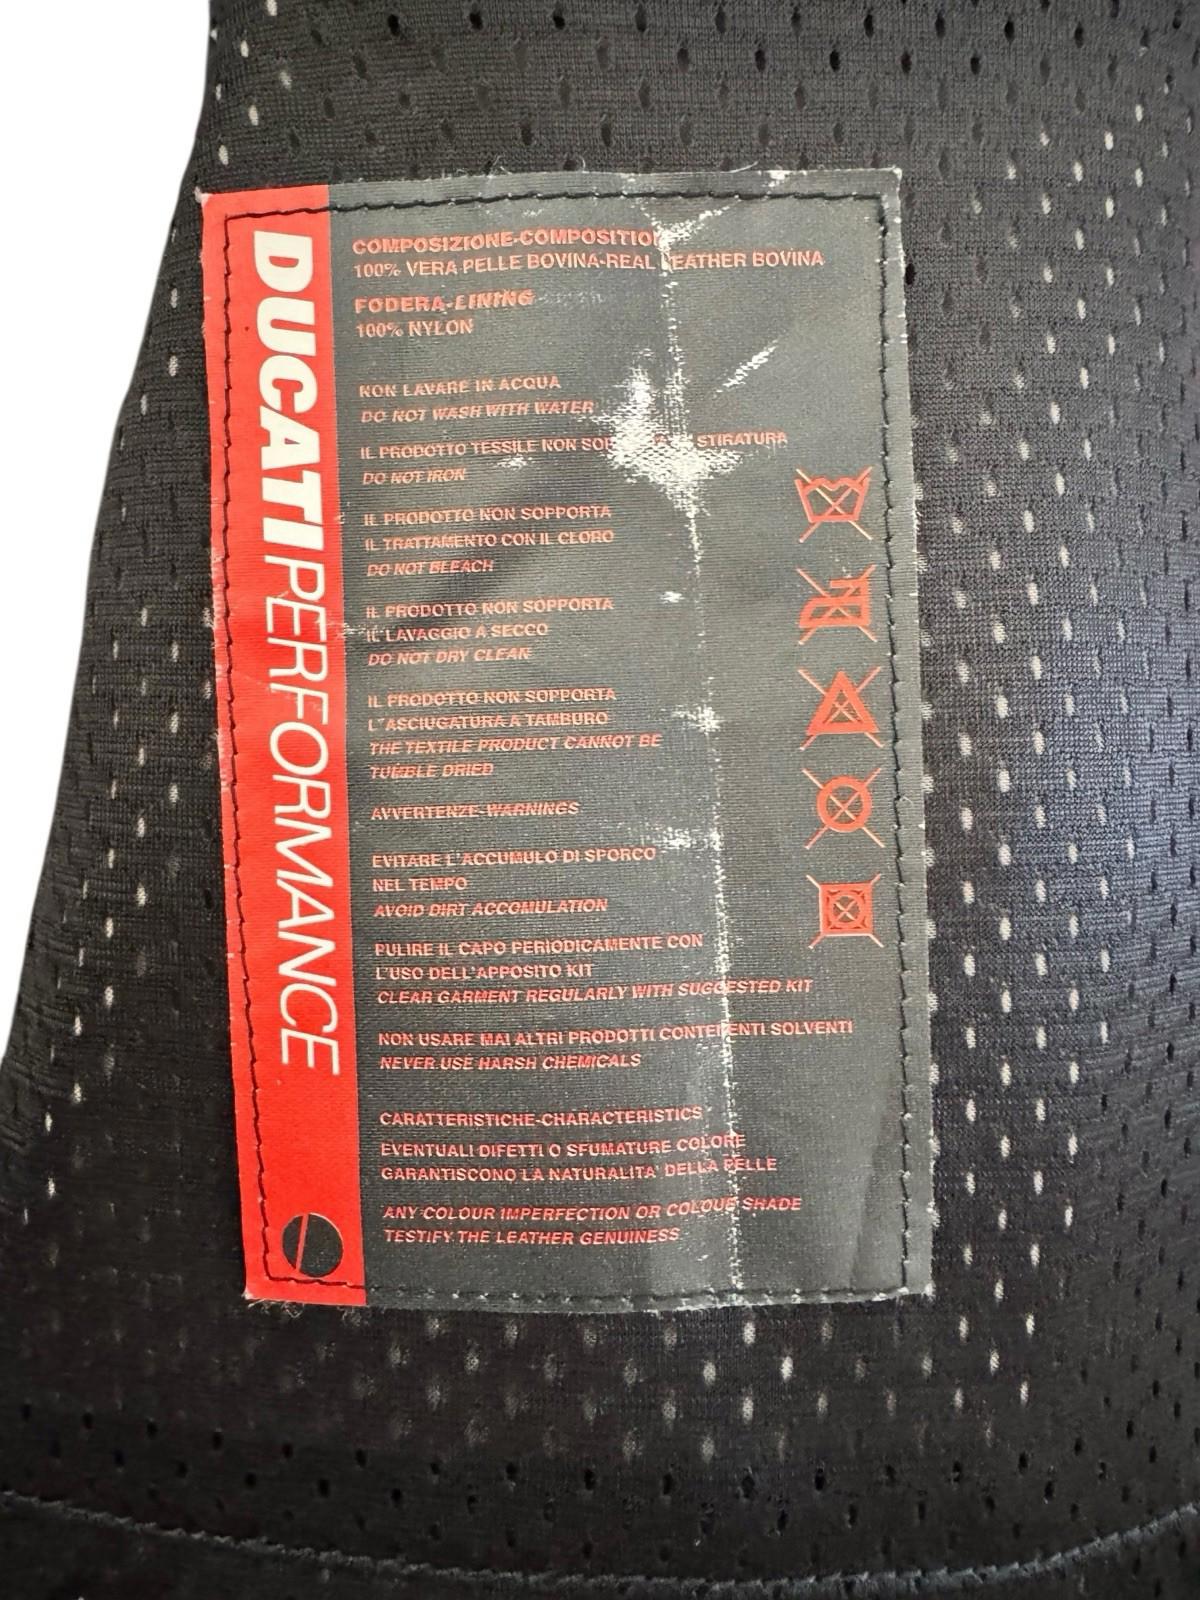 DUCATIPERFORMANCE
COMPOSIZIONE-COMPOSITION
100% VERA PELLE BOVINA-REAL LEATHER BOVINA
FODERA-LINING
100% NYLON
NON LAVARE IN ACQUA
DO NOT WASH WITH WATER
IL PRODOTTO TESSILE NON STIRATURA
DO NOT IRON
IL PRODOTTO NON SOPPORTA
IL TRATTAMENTO CON IL CLORO
DO NOT BLEACH
IL PRODOTTO NON SOPPORTA
IL LAVAGGIO A SECCO
DO NOT DRY CLEAN
IL PRODOTTO NON SOPPORTA
L'ASCIUGATURA A TAMBURO
THE TEXTILE PRODUCT CANNOT BE
TUMBLE DRIED
AVVERTENZE-WARNINGS
EVITARE L'ACCUMULO DI SPORCO
NEL TEMPO
AVOID DIRT ACCOMULATION
PULIRE IL CAPO PERIODICAMENTE CON
L'USO DELL'APPOSITO KIT
CLEAR GARMENT REGULARLY WITH SUGGESTED KIT
NON USARE MAI ALTRI PRODOTTI CONTENENTI SOLVENTI
NEVER USE HARSH CHEMICALS
CARATTERISTICHE-CHARACTERISTICS
EVENTUALI DIFETTI O SFUMATURE COLORE
GARANTISCONO LA NATURALITA' DELLA PELLE
ANY COLOUR IMPERFECTION OR COLOUR SHADE
TESTIFY THE LEATHER GENUINESS